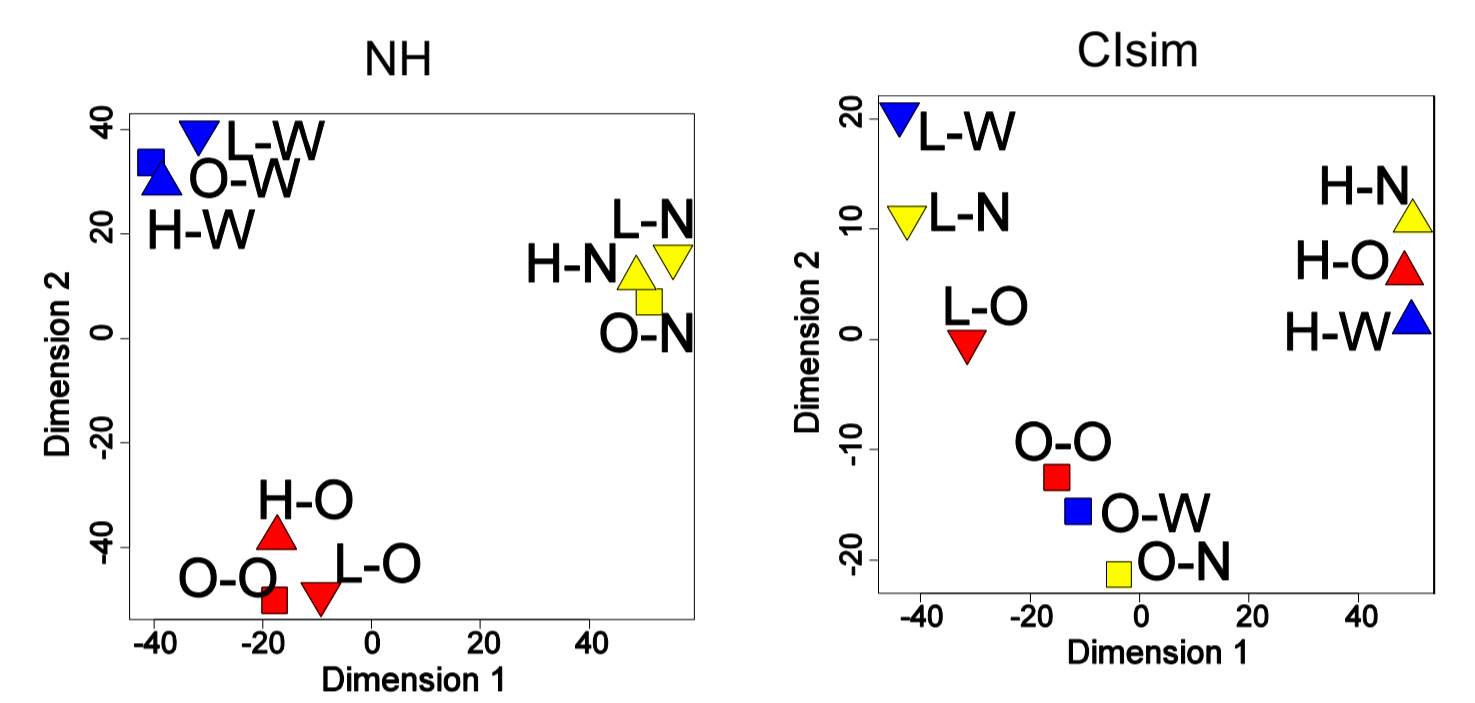 NH
40
20
0
-20
-40
Dimension 2
L-W
O-W
H-W
L-N
H-N
O-N
H-O
O-O
L-O
-40 -20 0 20 40
Dimension 1
CIsim
20
10
0
-10
-20
Dimension 2
L-W
L-N
L-O
H-N
H-O
H-W
O-O
O-W
O-N
-40 -20 0 20 40
Dimension 1